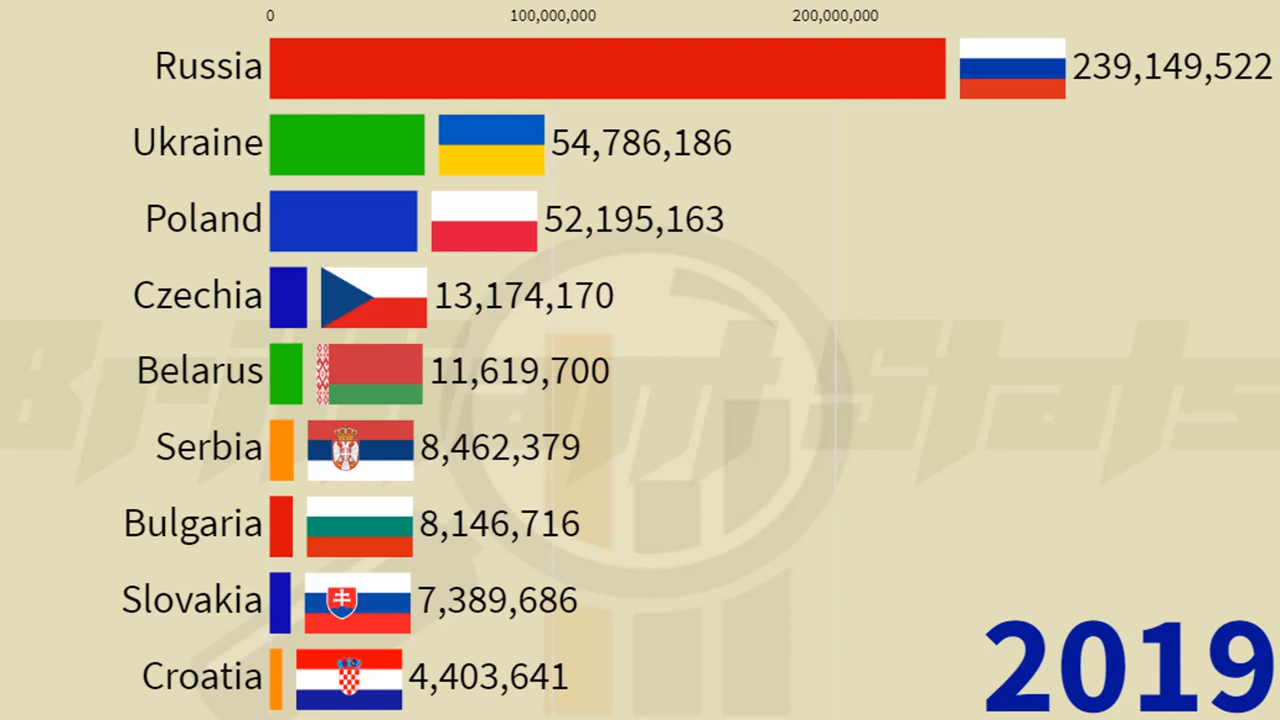 0 100,000,000 200,000,000
Russia 239,149,522
Ukraine 54,786,186
Poland 52,195,163
Czechia 13,174,170
Belarus 11,619,700
Serbia 8,462,379
Bulgaria 8,146,716
Slovakia 7,389,686
Croatia 4,403,641
2019
Brilliant Stats